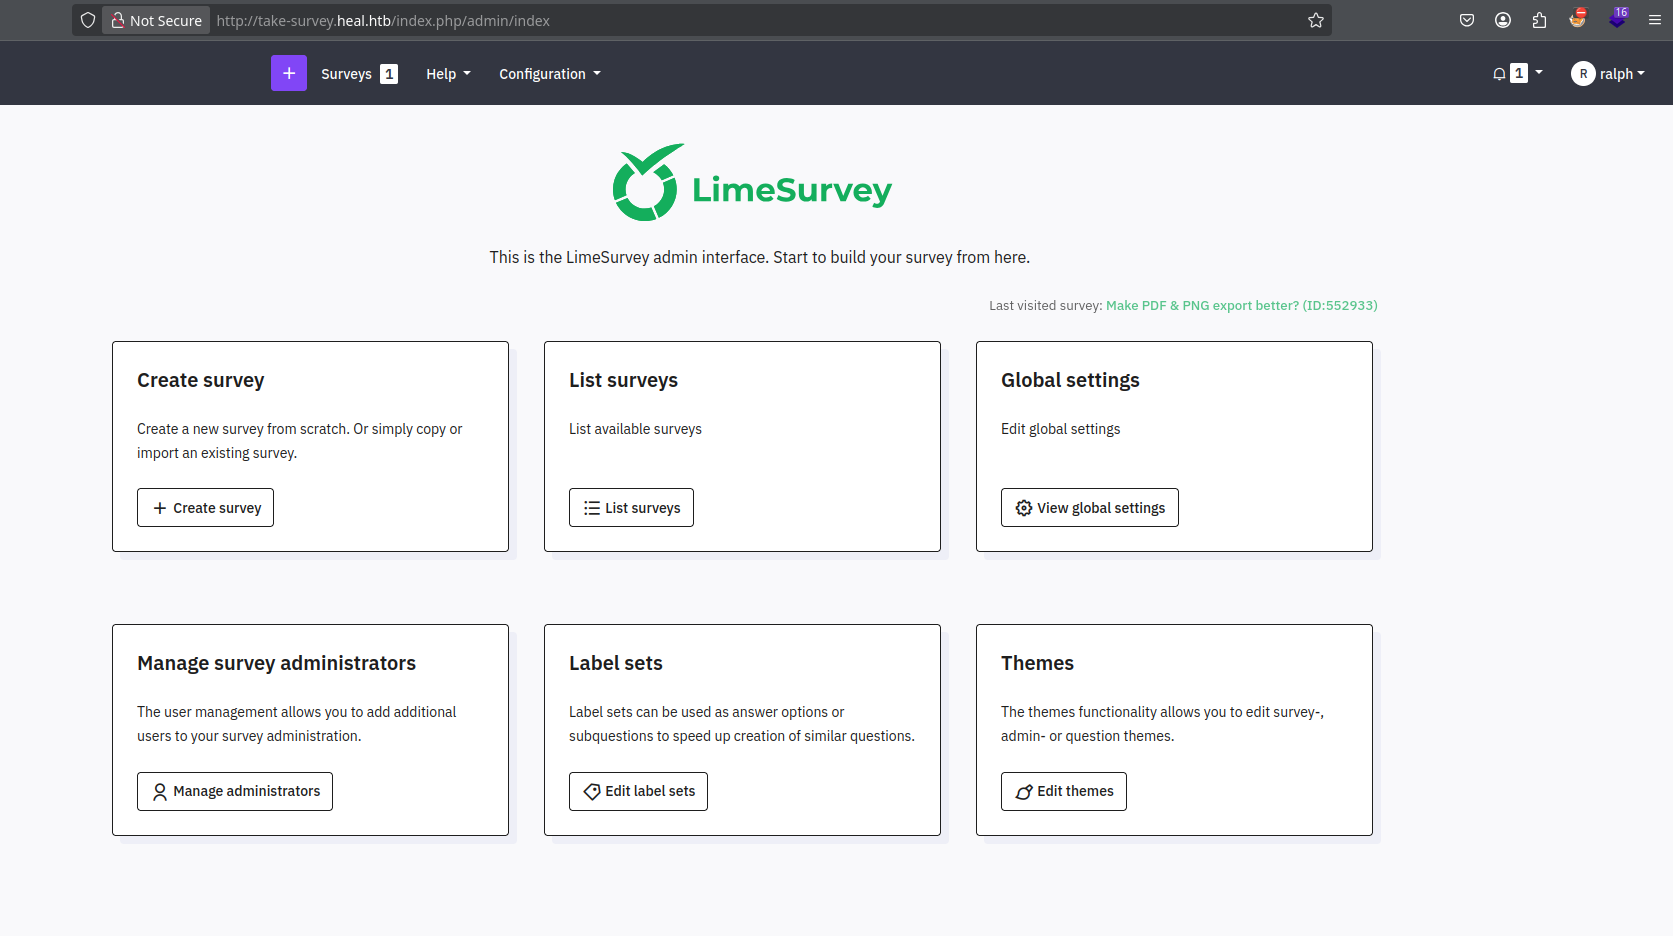 Not Secure http://take-survey.heal.htb/index.php/admin/index 16
+ Surveys 1 Help Configuration 1 R ralph
LimeSurvey
This is the LimeSurvey admin interface. Start to build your survey from here.
Last visited survey: Make PDF & PNG export better? (ID:552933)
Create survey
Create a new survey from scratch. Or simply copy or
import an existing survey.
+ Create survey
List surveys
List available surveys
List surveys
Global settings
Edit global settings
View global settings
Manage survey administrators
The user management allows you to add additional
users to your survey administration.
Manage administrators
Label sets
Label sets can be used as answer options or
subquestions to speed up creation of similar questions.
Edit label sets
Themes
The themes functionality allows you to edit survey-,
admin- or question themes.
Edit themes